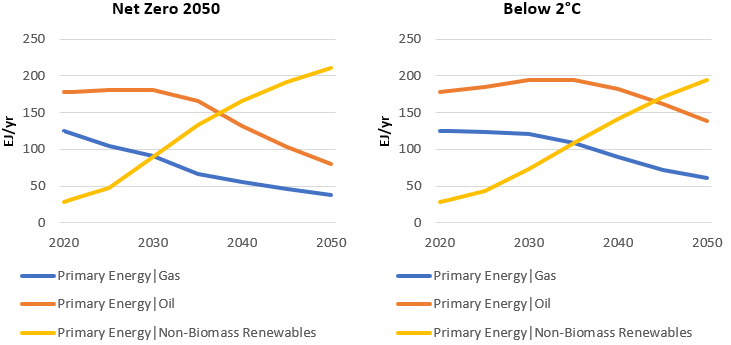 Net Zero 2050
EJ/yr
250
200
150
100
50
0
2020
2030
2040
2050
Primary Energy|Gas
Primary Energy|Oil
Primary Energy|Non-Biomass Renewables
Below 2°C
EJ/yr
250
200
150
100
50
0
2020
2030
2040
2050
Primary Energy|Gas
Primary Energy|Oil
Primary Energy|Non-Biomass Renewables